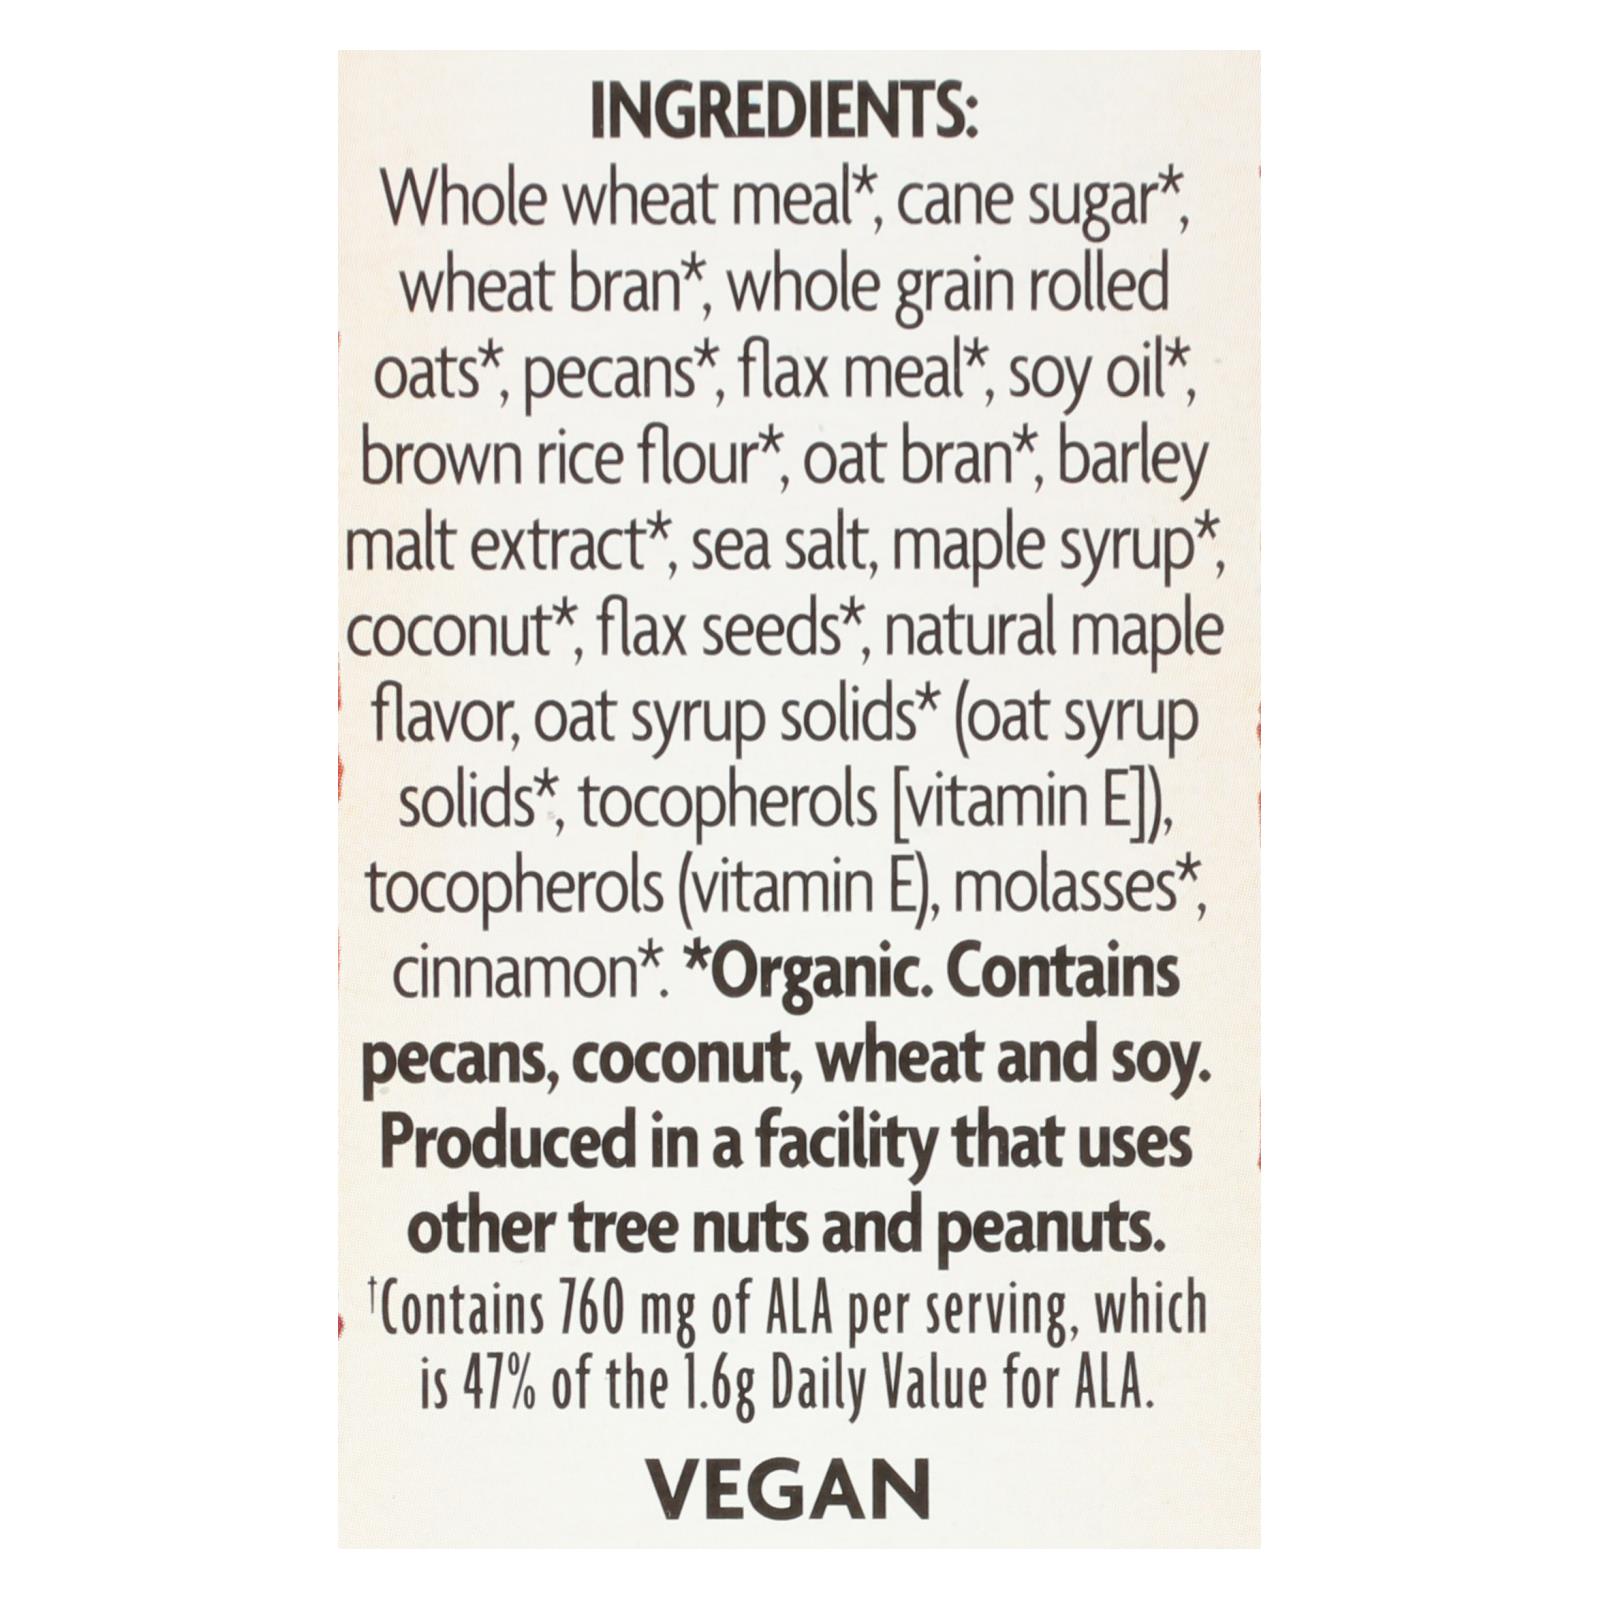 INGREDIENTS:
Whole wheat meal*, cane sugar*,
wheat bran*, whole grain rolled
oats*, pecans*, flax meal*, soy oil*,
brown rice flour*, oat bran*, barley
malt extract*, sea salt, maple syrup*,
coconut*, flax seeds*, natural maple
flavor, oat syrup solids* (oat syrup
solids*, tocopherols [vitamin E]),
tocopherols (vitamin E), molasses*,
cinnamon*. *Organic. Contains
pecans, coconut, wheat and soy.
Produced in a facility that uses
other tree nuts and peanuts.
†Contains 760 mg of ALA per serving, which
is 47% of the 1.6g Daily Value for ALA.
VEGAN